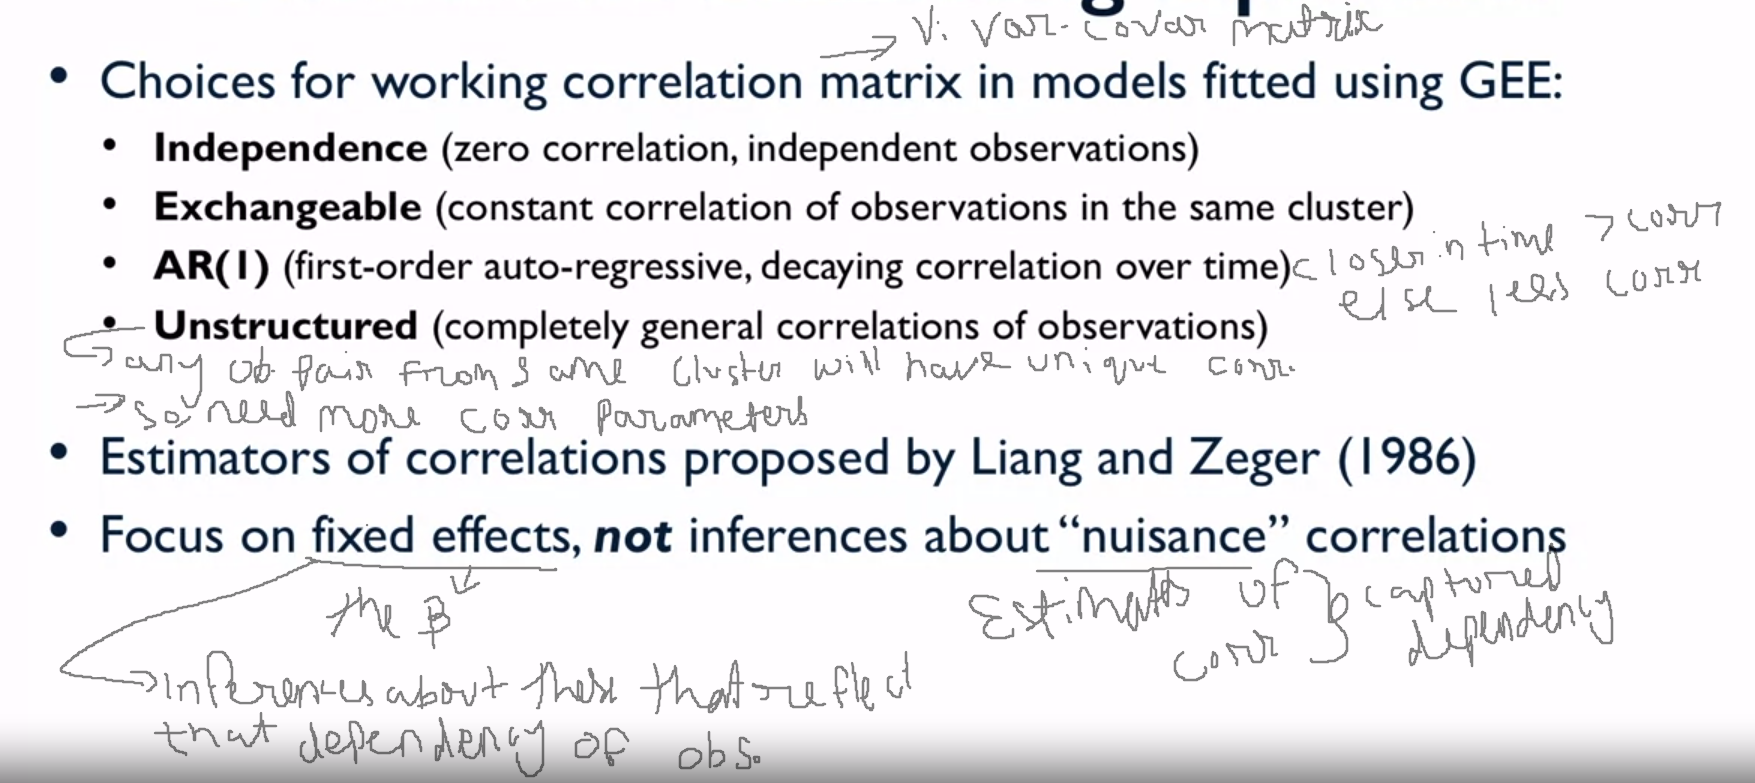 V: Var-covar matrix
• Choices for working correlation matrix in models fitted using GEE:
• Independence (zero correlation, independent observations)
• Exchangeable (constant correlation of observations in the same cluster)
• AR(1) (first-order auto-regressive, decaying correlation over time)
closer in time > corr
else less corr
• Unstructured (completely general correlations of observations)
any ob pair from same cluster will have unique corr.
→ so, need more corr parameters
• Estimators of correlations proposed by Liang and Zeger (1986)
• Focus on fixed effects, not inferences about “nuisance” correlations
the β
Estimates of
corr
captured
dependency
→ inferences about these that reflect
that dependency of obs.